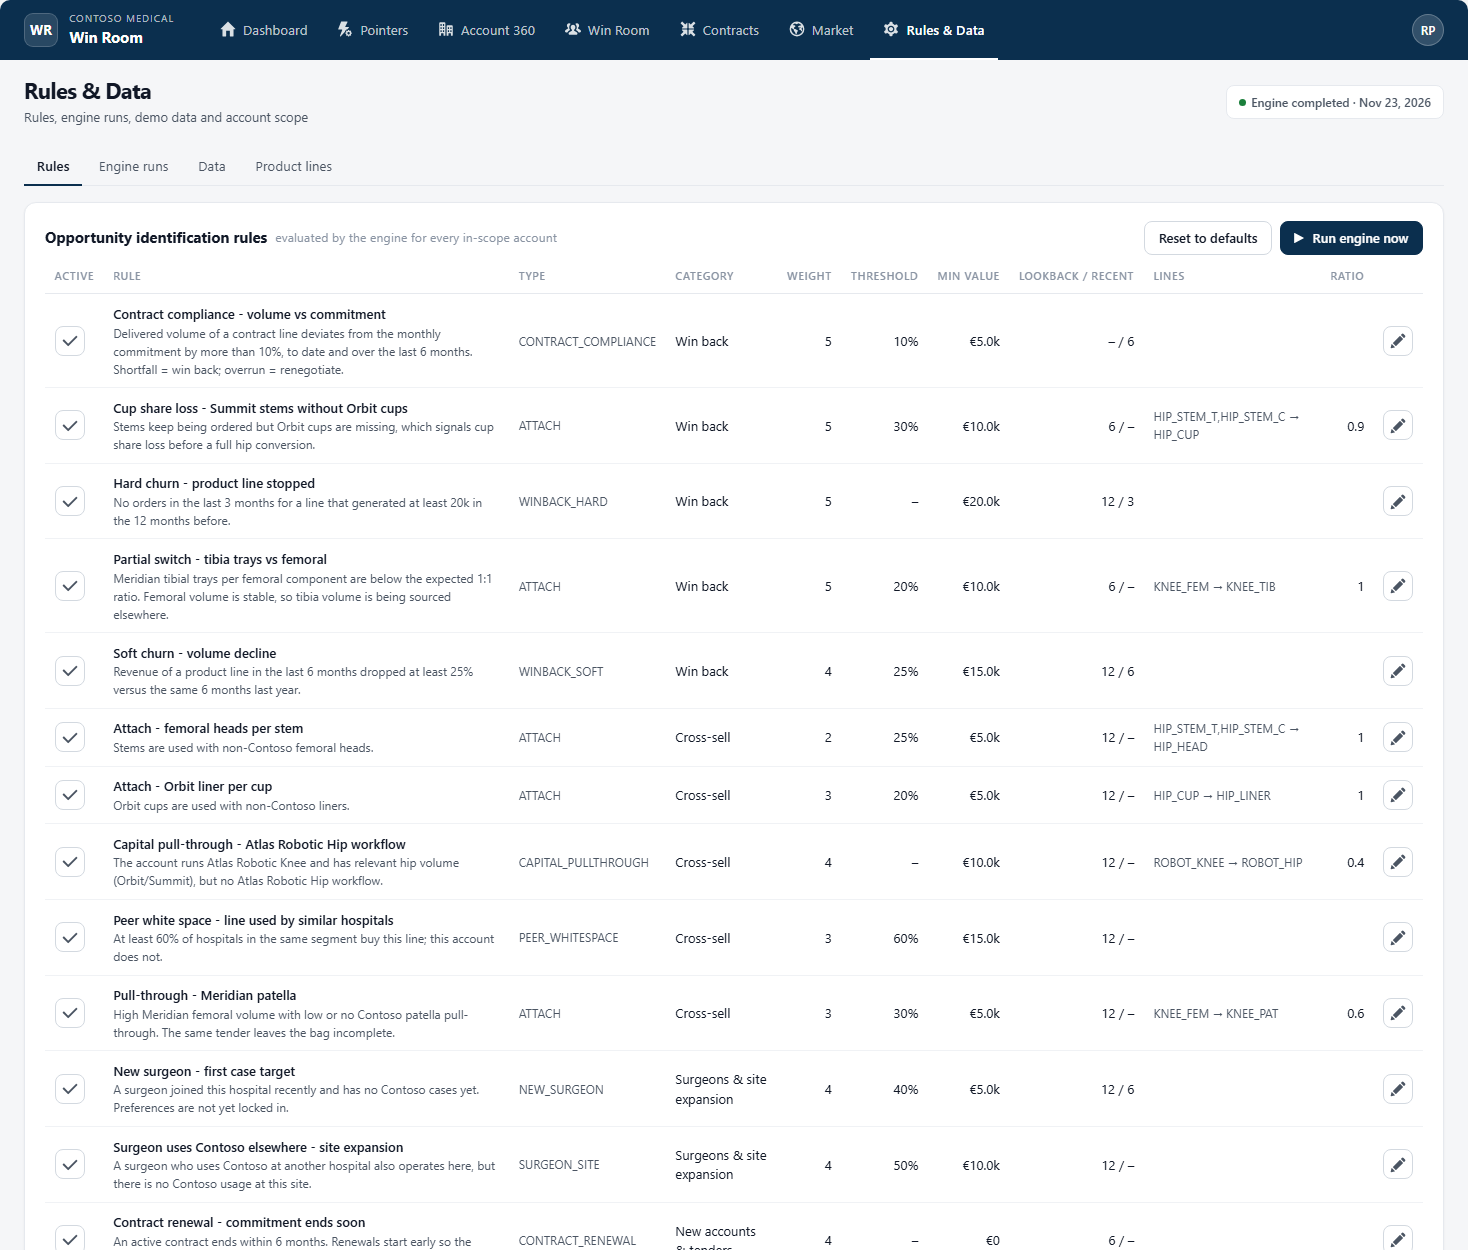 WR
CONTOSO MEDICAL
Win Room
Dashboard
Pointers
Account 360
Win Room
Contracts
Market
Rules & Data
RP
Rules & Data
Rules, engine runs, demo data and account scope
Engine completed · Nov 23, 2026
Rules
Engine runs
Data
Product lines
Opportunity identification rules evaluated by the engine for every in-scope account
Reset to defaults
Run engine now
ACTIVE RULE TYPE CATEGORY WEIGHT THRESHOLD MIN VALUE LOOKBACK / RECENT LINES RATIO
Contract compliance - volume vs commitment
Delivered volume of a contract line deviates from the monthly
commitment by more than 10%, to date and over the last 6 months.
Shortfall = win back; overrun = renegotiate.
CONTRACT_COMPLIANCE Win back 5 10% €5.0k – / 6
Cup share loss - Summit stems without Orbit cups
Stems keep being ordered but Orbit cups are missing, which signals cup
share loss before a full hip conversion.
ATTACH Win back 5 30% €10.0k 6 / –
HIP_STEM_T,HIP_STEM_C →
HIP_CUP
0.9
Hard churn - product line stopped
No orders in the last 3 months for a line that generated at least 20k in
the 12 months before.
WINBACK_HARD Win back 5 – €20.0k 12 / 3
Partial switch - tibia trays vs femoral
Meridian tibial trays per femoral component are below the expected 1:1
ratio. Femoral volume is stable, so tibia volume is being sourced
elsewhere.
ATTACH Win back 5 20% €10.0k 6 / – KNEE_FEM → KNEE_TIB 1
Soft churn - volume decline
Revenue of a product line in the last 6 months dropped at least 25%
versus the same 6 months last year.
WINBACK_SOFT Win back 4 25% €15.0k 12 / 6
Attach - femoral heads per stem
Stems are used with non-Contoso femoral heads.
ATTACH Cross-sell 2 25% €5.0k 12 / –
HIP_STEM_T,HIP_STEM_C →
HIP_HEAD
1
Attach - Orbit liner per cup
Orbit cups are used with non-Contoso liners.
ATTACH Cross-sell 3 20% €5.0k 12 / – HIP_CUP → HIP_LINER 1
Capital pull-through - Atlas Robotic Hip workflow
The account runs Atlas Robotic Knee and has relevant hip volume
(Orbit/Summit), but no Atlas Robotic Hip workflow.
CAPITAL_PULLTHROUGH Cross-sell 4 – €10.0k 12 / – ROBOT_KNEE → ROBOT_HIP 0.4
Peer white space - line used by similar hospitals
At least 60% of hospitals in the same segment buy this line; this account
does not.
PEER_WHITESPACE Cross-sell 3 60% €15.0k 12 / –
Pull-through - Meridian patella
High Meridian femoral volume with low or no Contoso patella pull-
through. The same tender leaves the bag incomplete.
ATTACH Cross-sell 3 30% €5.0k 12 / – KNEE_FEM → KNEE_PAT 0.6
New surgeon - first case target
A surgeon joined this hospital recently and has no Contoso cases yet.
Preferences are not yet locked in.
NEW_SURGEON
Surgeons & site
expansion
4 40% €5.0k 12 / 6
Surgeon uses Contoso elsewhere - site expansion
A surgeon who uses Contoso at another hospital also operates here, but
there is no Contoso usage at this site.
SURGEON_SITE
Surgeons & site
expansion
4 50% €10.0k 12 / –
Contract renewal - commitment ends soon
An active contract ends within 6 months. Renewals start early so the
CONTRACT_RENEWAL
New accounts
& tenders
4 – €0 6 / –